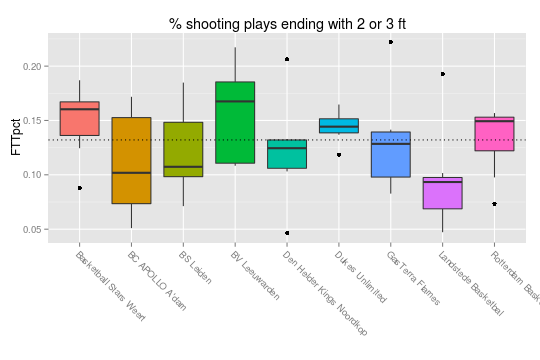 % shooting plays ending with 2 or 3 ft
FTTpct
0.20
0.15
0.10
0.05
Basketball Stars Weert
BC APOLLO A'dam
BS Leiden
BV Leeuwarden
Den Helder Kings Noordkop
Dukes Unlimited
GasTerra Flames
Landstede Basketbal
Rotterdam Bask